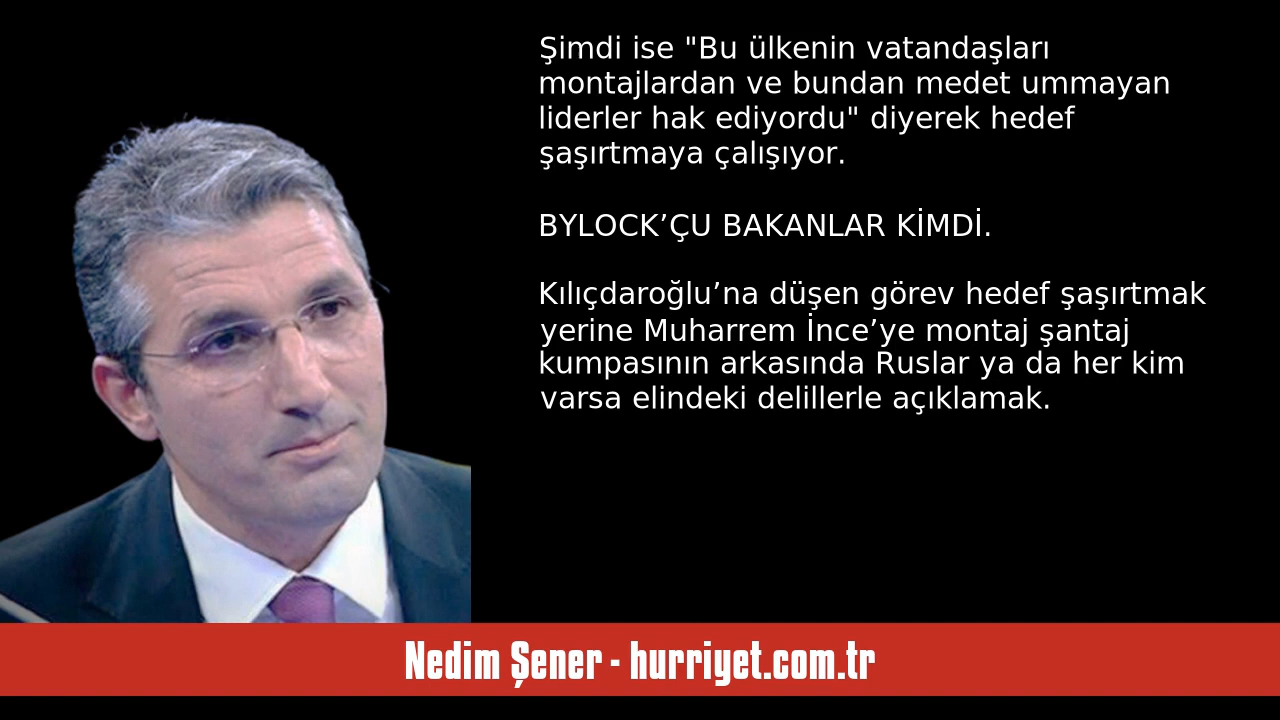 Şimdi ise "Bu ülkenin vatandaşları
montajlardan ve bundan medet ummayan
liderler hak ediyordu" diyerek hedef
şaşırtmaya çalışıyor.
BYLOCK’ÇU BAKANLAR KİMDİ.
Kılıçdaroğlu’na düşen görev hedef şaşırtmak
yerine Muharrem İnce’ye montaj şantaj
kumpasının arkasında Ruslar ya da her kim
varsa elindeki delillerle açıklamak.
Nedim Şener - hurriyet.com.tr